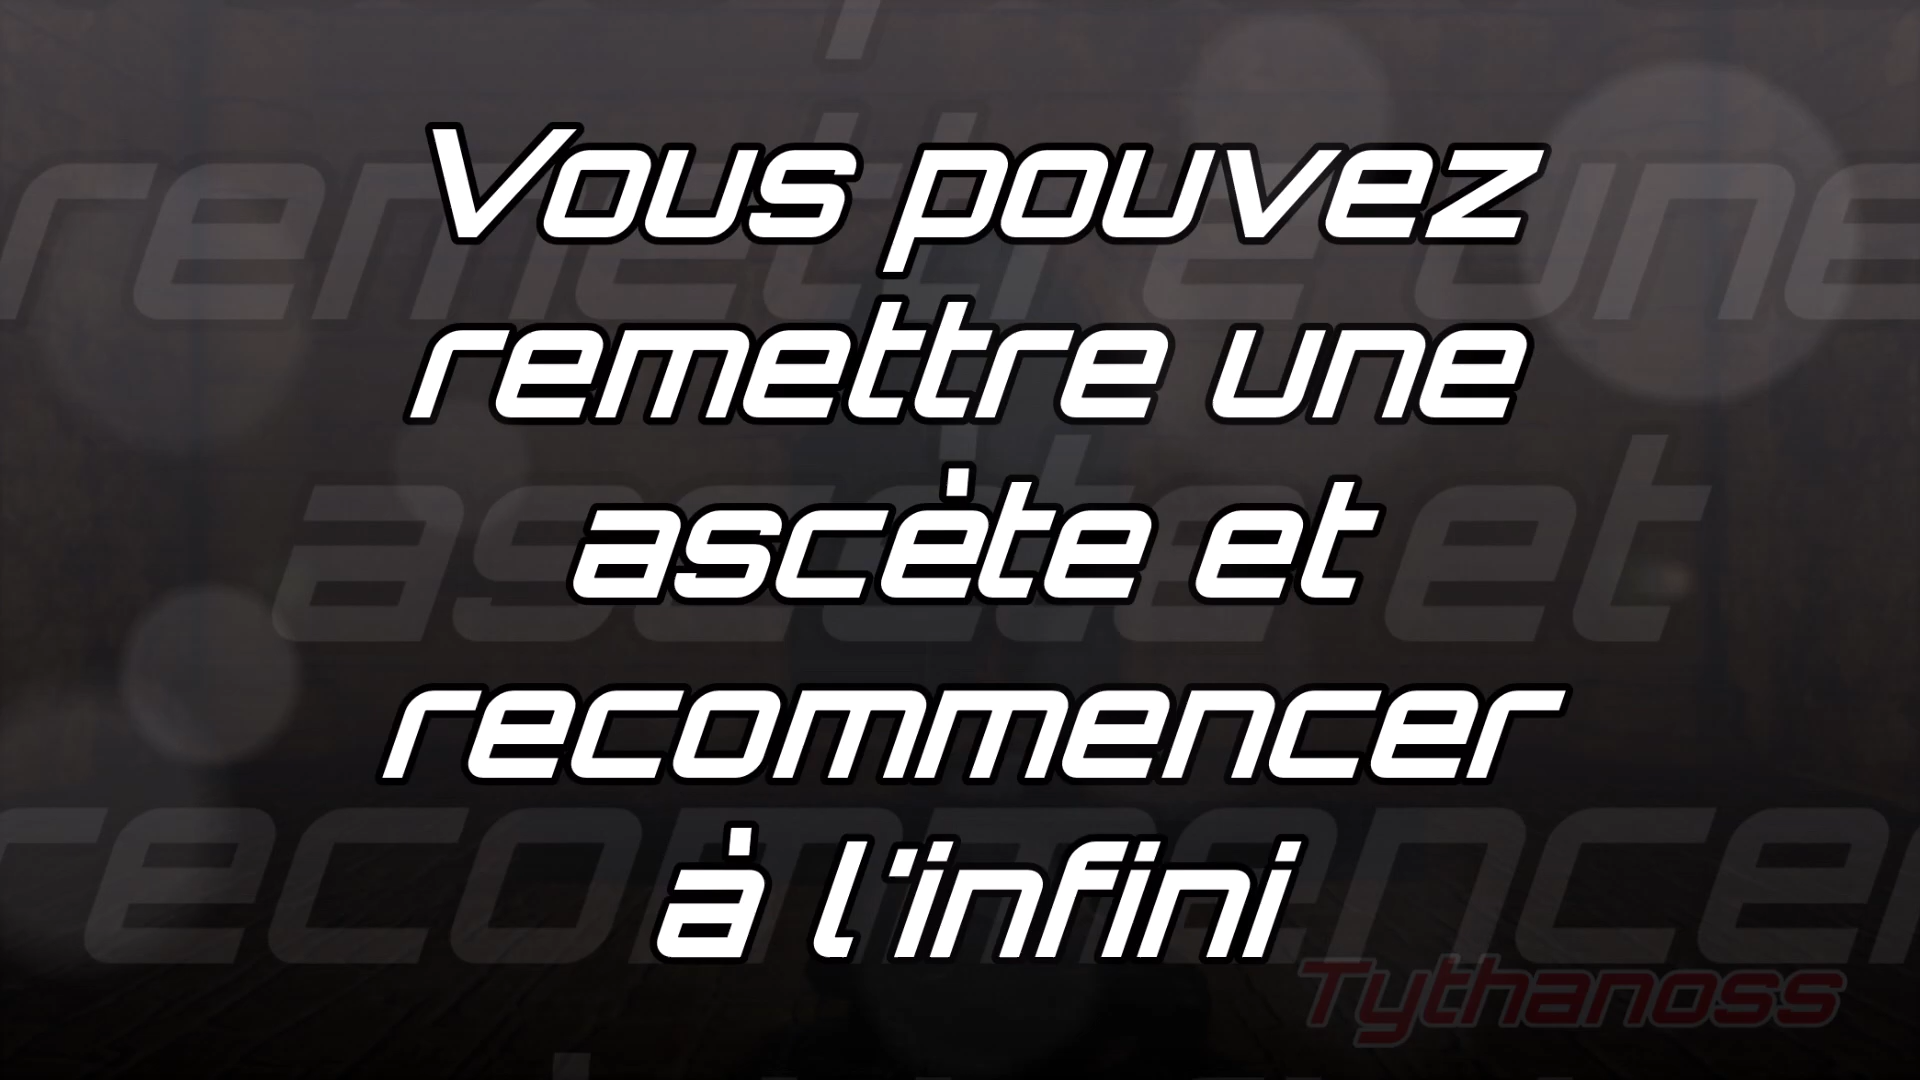 Vous pouvez
remettre une
ascète et
recommencer
à l'infini
Tythanoss